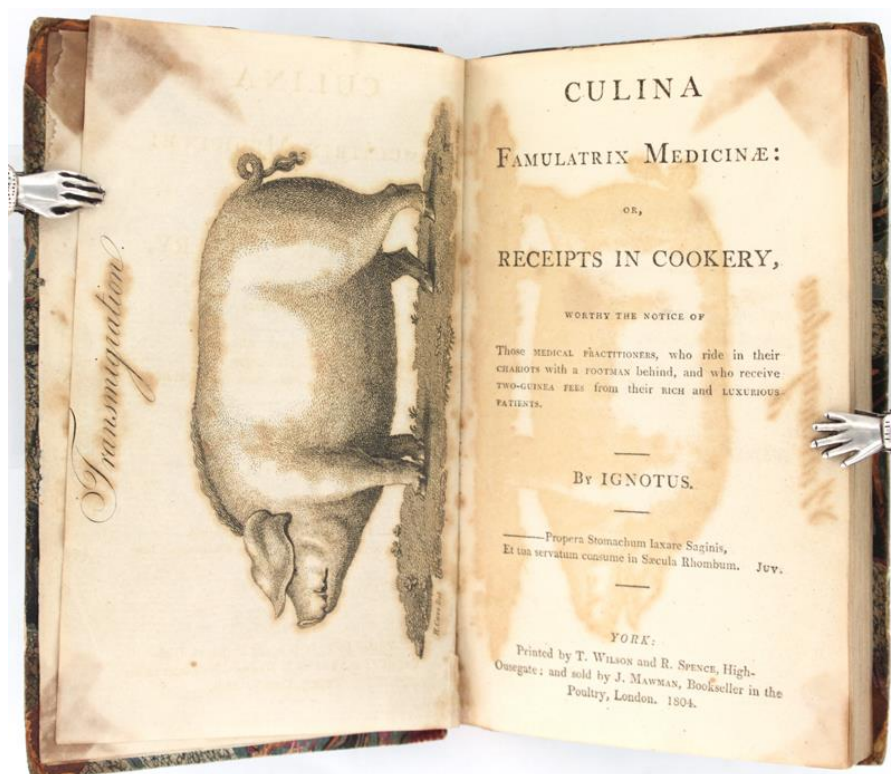 Transmigration
CULINA
FAMULATRIX MEDICINÆ:
OR,
RECEIPTS IN COOKERY,
WORTHY THE NOTICE OF
Those MEDICAL PRACTITIONERS, who ride in their
CHARIOTS with a FOOTMAN behind, and who receive
TWO-GUINEA FEES from their RICH and LUXURIOUS
PATIENTS.
By IGNOTUS.
——Propera Stomachum laxare Saginis,
Et tua servatum consume in Sæcula Rhombum. Juv.
YORK:
Printed by T. WILSON and R. SPENCE, High-
Ousegate: and sold by J. MAWMAN, Bookseller in the
Poultry, London. 1804.